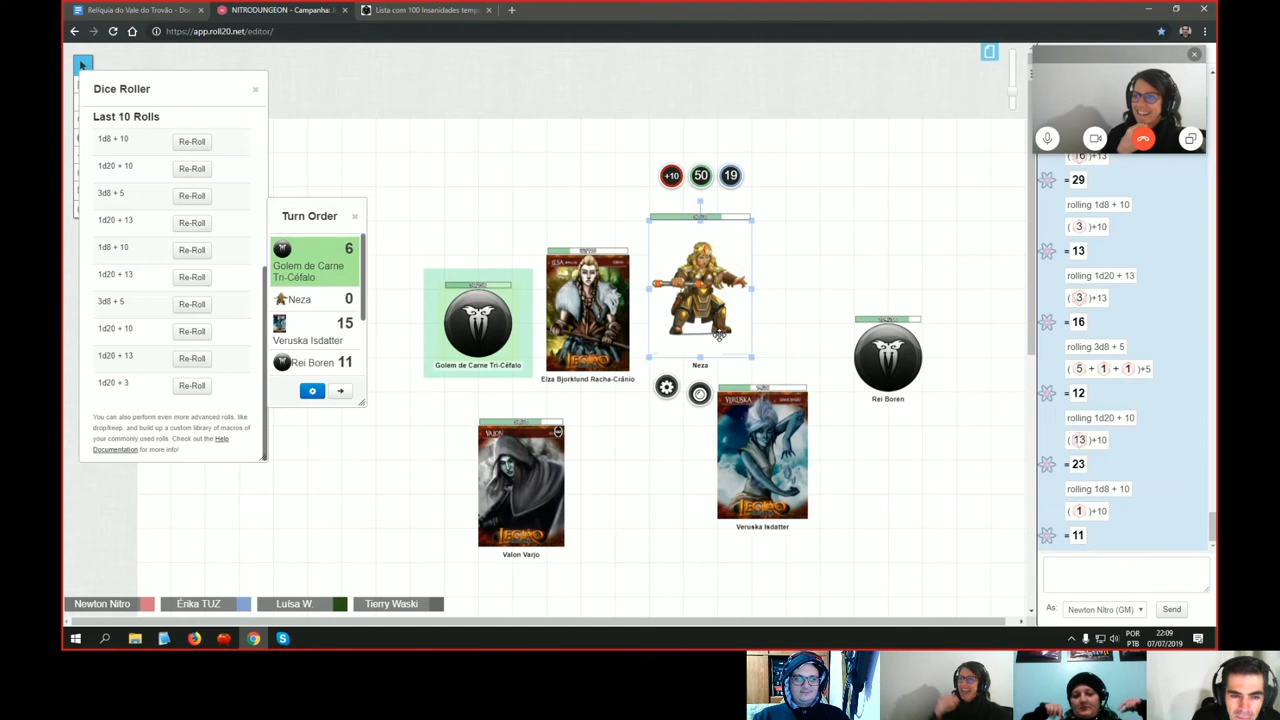 Relíquia do Vale do Trovão - Doc
NITRODUNGEON - Campanha: J
Lista com 100 Insanidades temp
https://app.roll20.net/editor/
Dice Roller
Last 10 Rolls
1d8 + 10 Re-Roll
1d20 + 10 Re-Roll
3d8 + 5 Re-Roll
1d20 + 13 Re-Roll
1d8 + 10 Re-Roll
1d20 + 13 Re-Roll
3d8 + 5 Re-Roll
1d20 + 10 Re-Roll
1d20 + 13 Re-Roll
1d20 + 3 Re-Roll
You can also perform even more advanced rolls, like
drop/keep, and build up a custom library of macros of
your commonly used rolls. Check out the Help
Documentation for more info!
Turn Order
6
Golem de Carne
Tri-Céfalo
Neza 0
15
Veruska Isdatter
Rei Boren 11
+10 50 19
Golem de Carne Tri-Céfalo
ELZA
LEGIÃO
Elza Bjorklund Racha-Crânio
Neza
Rei Boren
VALON
LEGIÃO
Valon Varjo
VERUSKA
LEGIÃO
Veruska Isdatter
Newton Nitro
Érika TUZ
Luísa W.
Tierry Waski
(16)+13
= 29
rolling 1d8 + 10
(3)+10
= 13
rolling 1d20 + 13
(3)+13
= 16
rolling 3d8 + 5
(5+1+1)+5
= 12
rolling 1d20 + 10
(13)+10
= 23
rolling 1d8 + 10
(1)+10
= 11
As: Newton Nitro (GM) Send
POR
PTB
22:09
07/07/2019